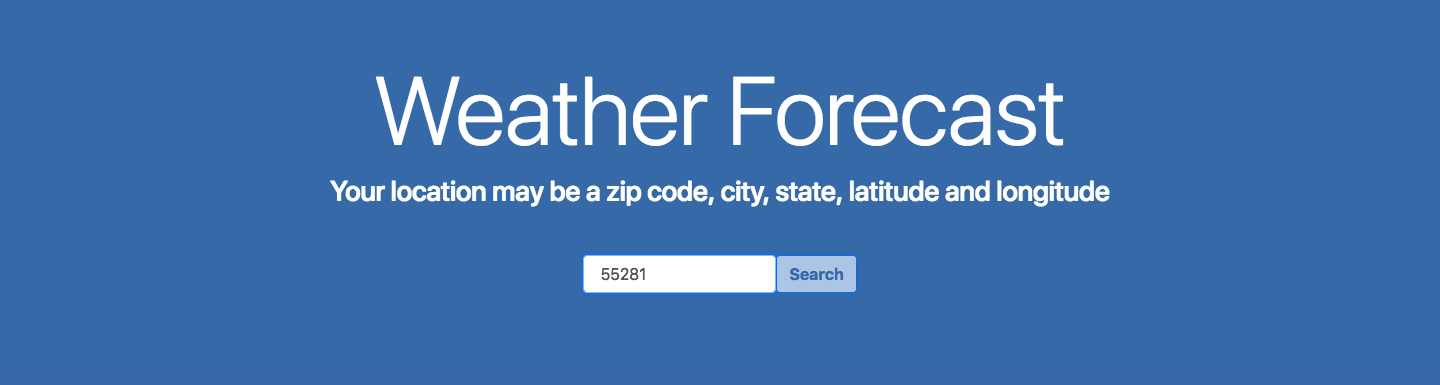 Weather Forecast
Your location may be a zip code, city, state, latitude and longitude
55281 Search